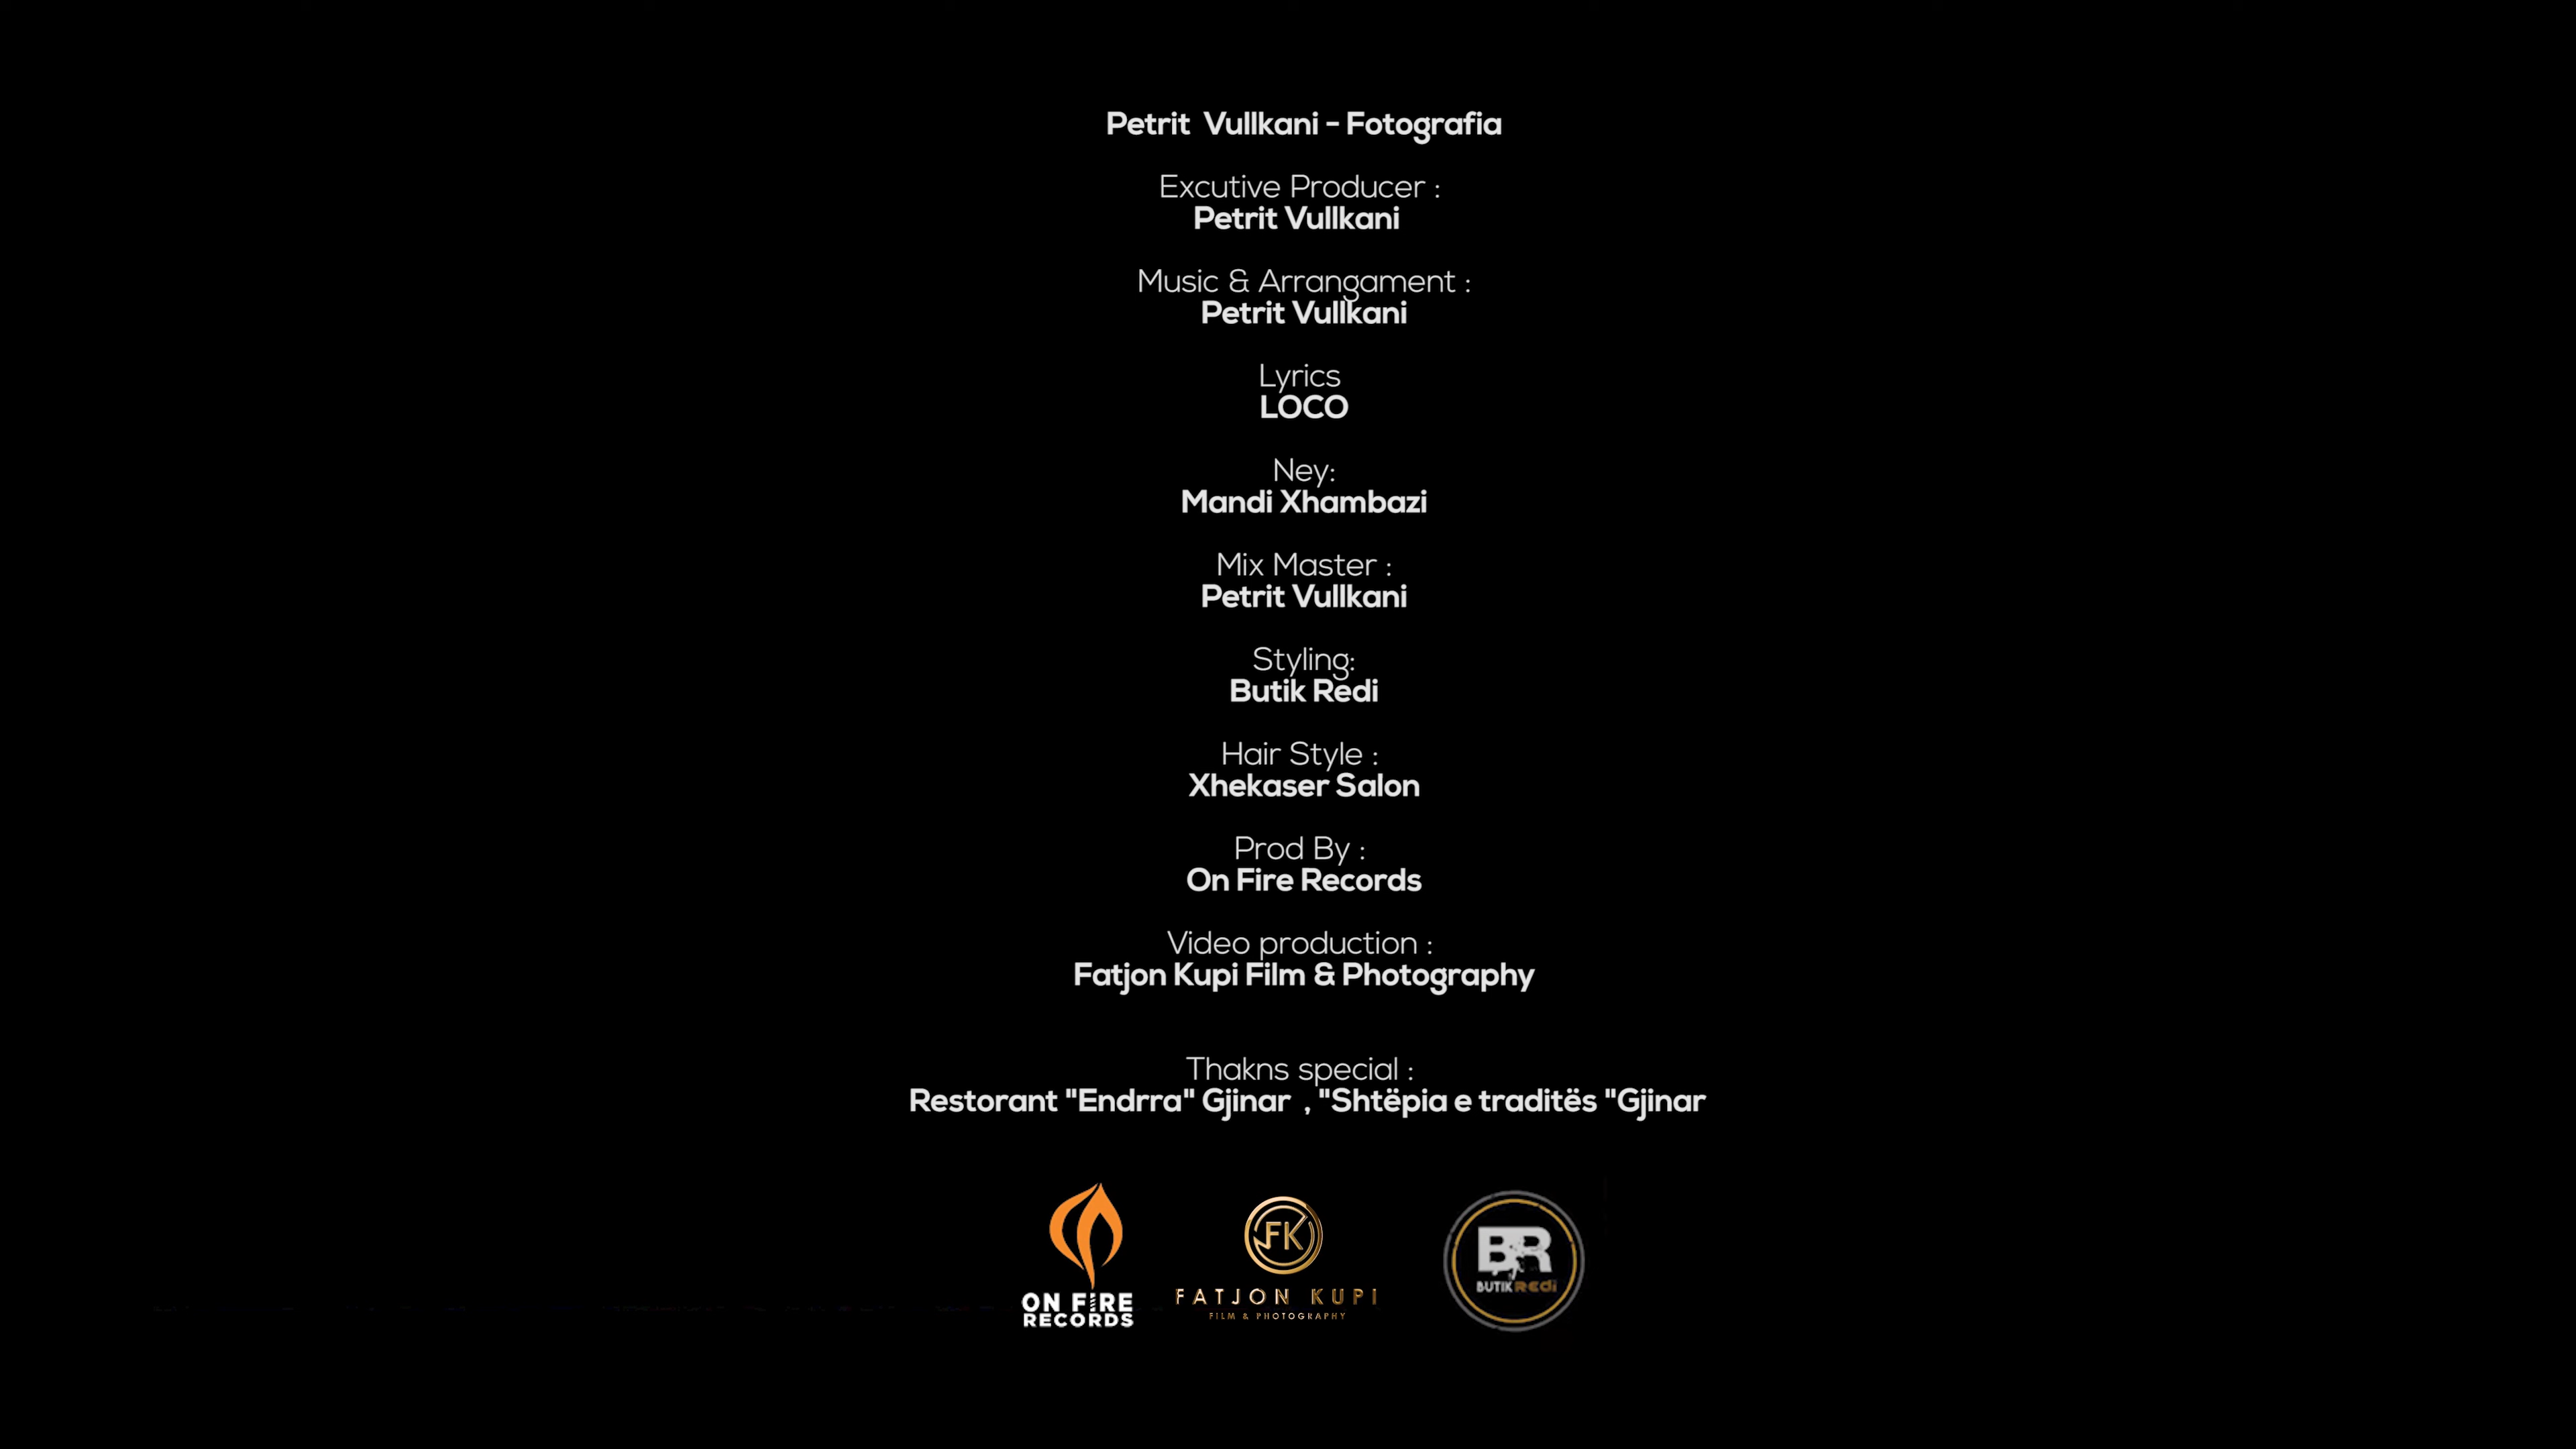 Petrit Vullkani - Fotografia
Excutive Producer :
Petrit Vullkani
Music & Arrangament :
Petrit Vullkani
Lyrics
LOCO
Ney:
Mandi Xhambazi
Mix Master :
Petrit Vullkani
Styling:
Butik Redi
Hair Style :
Xhekaser Salon
Prod By :
On Fire Records
Video production :
Fatjon Kupi Film & Photography
Thakns special :
Restorant "Endrra" Gjinar , "Shtëpia e traditës "Gjinar
ON FIRE
RECORDS
FK
FATJON KUPI
FILM & PHOTOGRAPHY
BR
BUTIK REDI